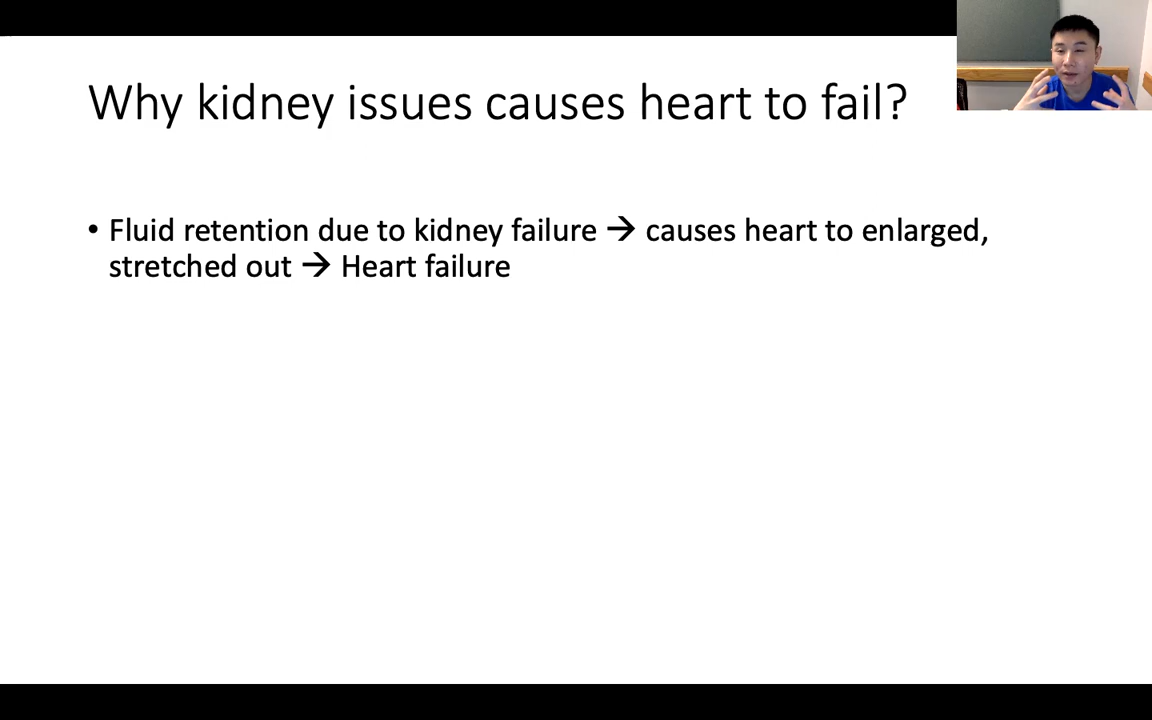 Why kidney issues causes heart to fail?
• Fluid retention due to kidney failure → causes heart to enlarged,
stretched out → Heart failure